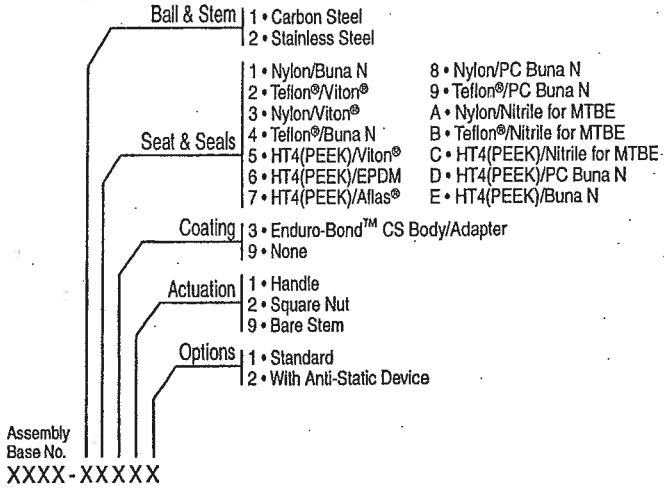 Ball & Stem
1 • Carbon Steel
2 • Stainless Steel
Seat & Seals
1 • Nylon/Buna N
2 • Teflon®/Viton®
3 • Nylon/Viton®
4 • Teflon®/Buna N
5 • HT4(PEEK)/Viton®
6 • HT4(PEEK)/EPDM
7 • HT4(PEEK)/Aflas®
8 • Nylon/PC Buna N
9 • Teflon®/PC Buna N
A • Nylon/Nitrile for MTBE
B • Teflon®/Nitrile for MTBE
C • HT4(PEEK)/Nitrile for MTBE
D • HT4(PEEK)/PC Buna N
E • HT4(PEEK)/Buna N
Coating
3 • Enduro-Bond™ CS Body/Adapter
9 • None
Actuation
1 • Handle
2 • Square Nut
9 • Bare Stem
Options
1 • Standard
2 • With Anti-Static Device
Assembly
Base No.
XXXX-XXXXX